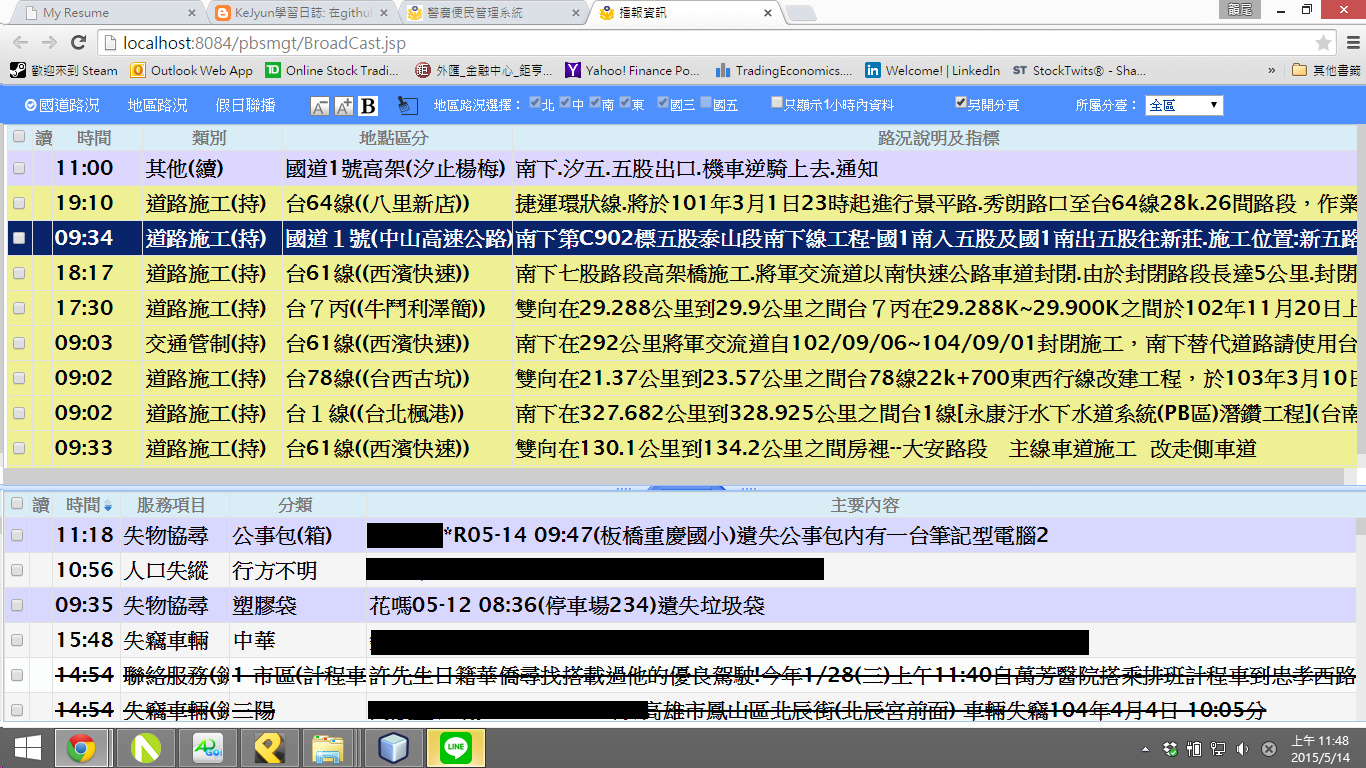 My Resume
KeJyun學習日誌: 在githul
警廣便民管理系統
播報資訊
localhost:8084/pbsmgt/BroadCast.jsp
歡迎來到 Steam Outlook Web App Online Stock Tradi... 外匯_金融中心_鉅亨... Yahoo! Finance Po... TradingEconomics.... Welcome! | LinkedIn StockTwits® - Sha... » 其他書籤
國道路況 地區路況 假日聯播 A- A+ B 地區路況選擇： 北 中 南 東 國三 國五 只顯示1小時內資料 另開分頁 所屬分臺： 全區
讀 時間 類別 地點區分 路況說明及指標
11:00 其他(續) 國道1號高架(汐止楊梅) 南下.汐五.五股出口.機車逆騎上去.通知
19:10 道路施工(持) 台64線((八里新店)) 捷運環狀線.將於101年3月1日23時起進行景平路.秀朗路口至台64線28k.26間路段，作業
09:34 道路施工(持) 國道１號(中山高速公路) 南下第C902標五股泰山段南下線工程-國1南入五股及國1南出五股往新莊.施工位置:新五路
18:17 道路施工(持) 台61線((西濱快速)) 南下七股路段高架橋施工.將軍交流道以南快速公路車道封閉.由於封閉路段長達5公里.封閉
17:30 道路施工(持) 台７丙((牛鬥利澤簡)) 雙向在29.288公里到29.9公里之間台７丙在29.288K~29.900K之間於102年11月20日上
09:03 交通管制(持) 台61線((西濱快速)) 南下在292公里將軍交流道自102/09/06~104/09/01封閉施工，南下替代道路請使用台
09:02 道路施工(持) 台78線((台西古坑)) 雙向在21.37公里到23.57公里之間台78線22k+700東西行線改建工程，於103年3月10日
09:02 道路施工(持) 台１線((台北楓港)) 南下在327.682公里到328.925公里之間台1線[永康汙水下水道系統(PB區)潛鑽工程](台南
09:33 道路施工(持) 台61線((西濱快速)) 雙向在130.1公里到134.2公里之間房裡--大安路段 主線車道施工 改走側車道
讀 時間 服務項目 分類 主要內容
11:18 失物協尋 公事包(箱) *R05-14 09:47(板橋重慶國小)遺失公事包內有一台筆記型電腦2
10:56 人口失縱 行方不明
09:35 失物協尋 塑膠袋 花嗎05-12 08:36(停車場234)遺失垃圾袋
15:48 失竊車輛 中華
14:54 聯絡服務(銷 1 市區(計程車 許先生日籍華僑尋找搭載過他的優良駕駛!今年1/28(三)上午11:40自萬芳醫院搭乘排班計程車到忠孝西路
14:54 失竊車輛(銷 三陽 高雄市鳳山區北辰街(北辰宮前面) 車輛失竊104年4月4日 10:05分
上午 11:48
2015/5/14